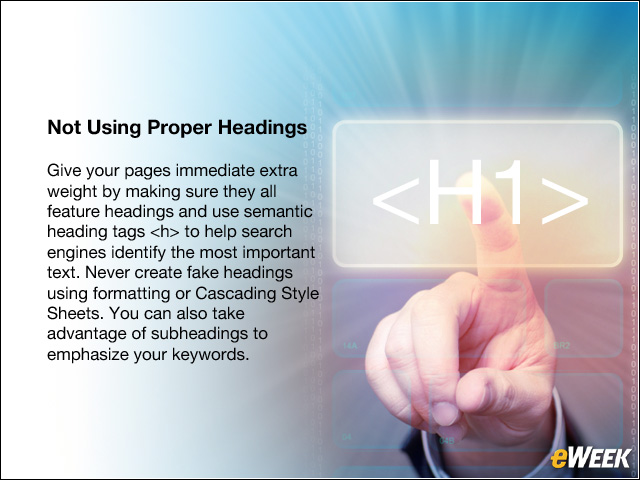 Not Using Proper Headings
Give your pages immediate extra
weight by making sure they all
feature headings and use semantic
heading tags <h> to help search
engines identify the most important
text. Never create fake headings
using formatting or Cascading Style
Sheets. You can also take
advantage of subheadings to
emphasize your keywords.
<H1>
eWEEK